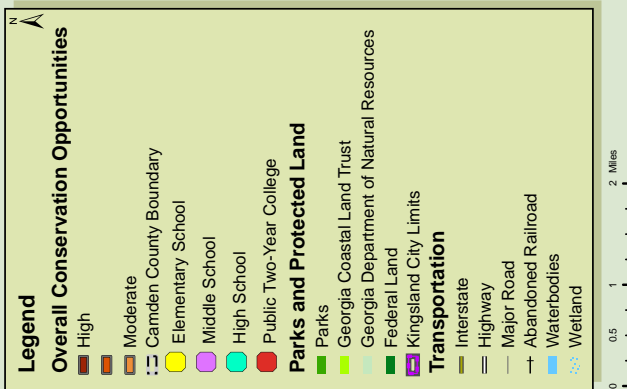 N
Legend
Overall Conservation Opportunities
High
Moderate
Camden County Boundary
Elementary School
Middle School
High School
Public Two-Year College
Parks and Protected Land
Parks
Georgia Coastal Land Trust
Georgia Department of Natural Resources
Federal Land
Kingsland City Limits
Transportation
Interstate
Highway
Major Road
Abandoned Railroad
Waterbodies
Wetland
0 0.5 1 2 Miles